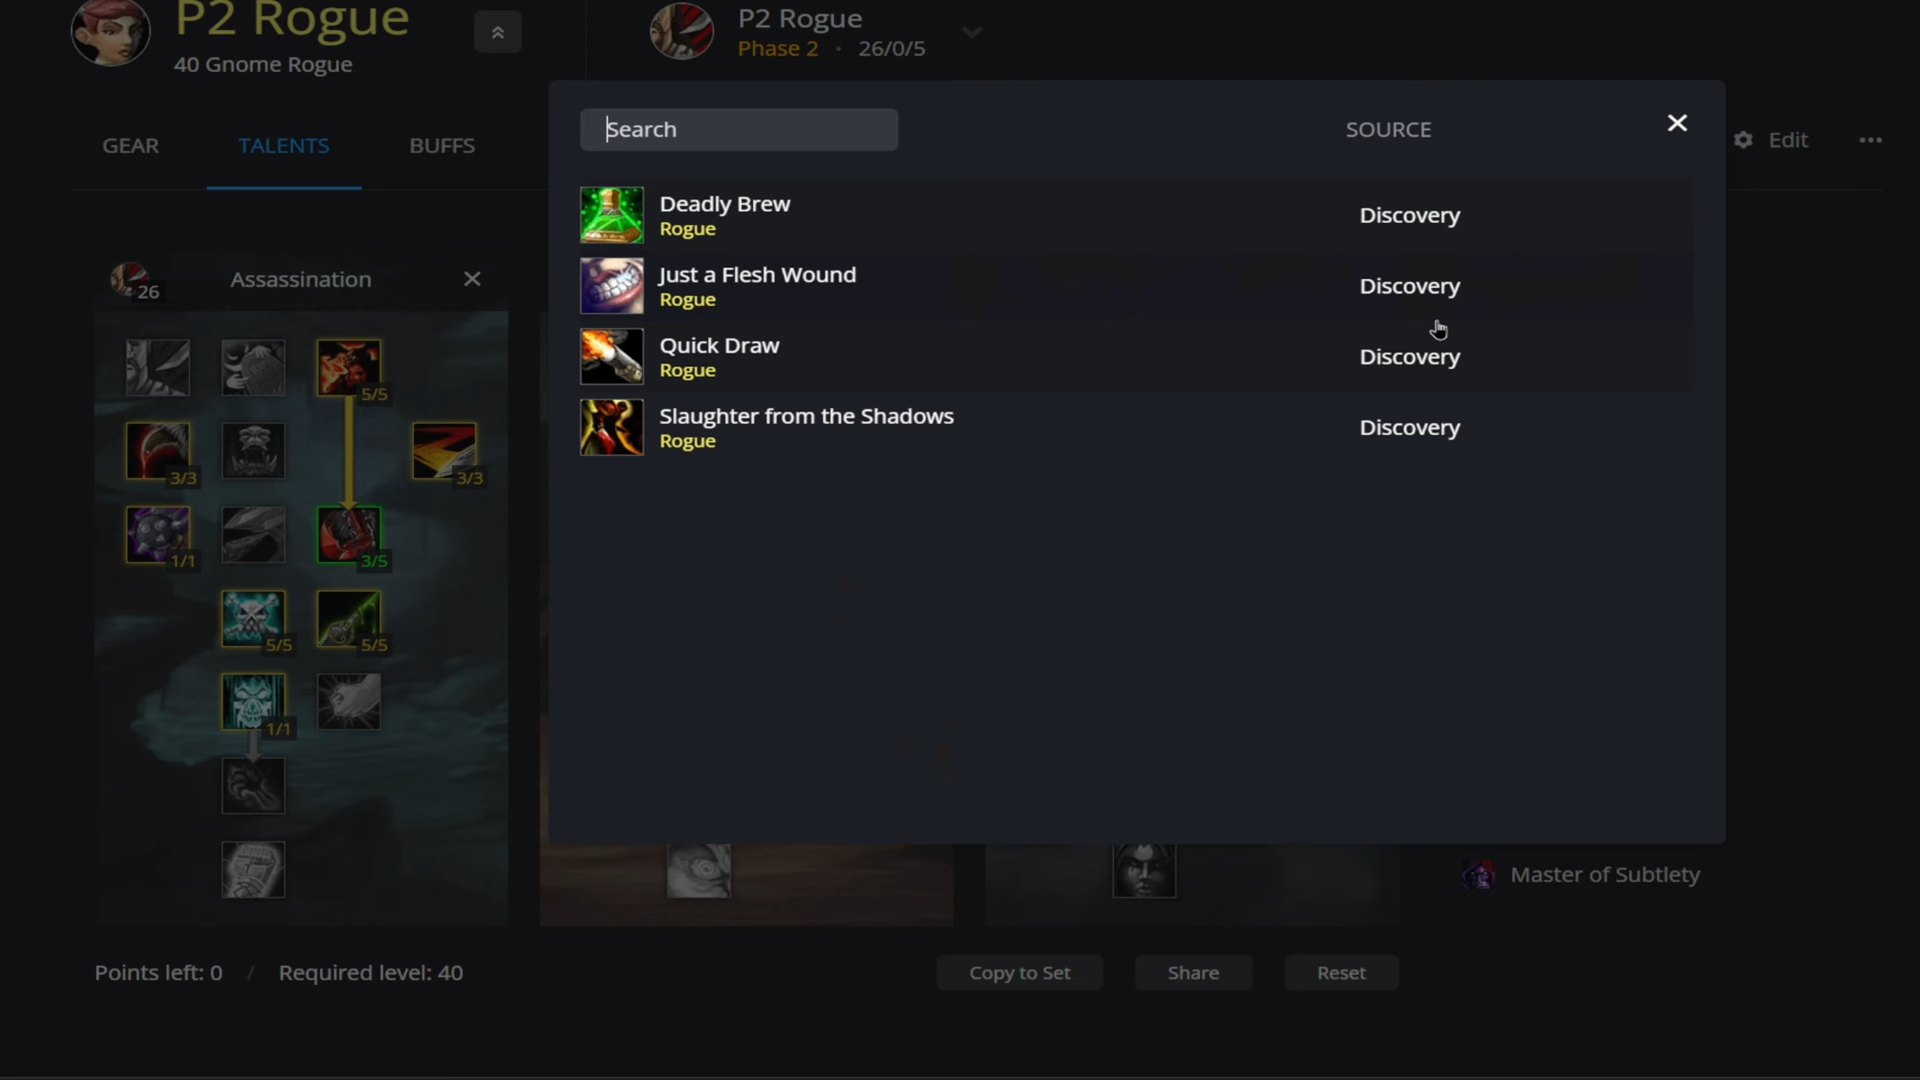 P2 Rogue
40 Gnome Rogue
P2 Rogue
Phase 2 • 26/0/5
GEAR
TALENTS
BUFFS
Search
SOURCE
Edit
Deadly Brew
Rogue
Discovery
Just a Flesh Wound
Rogue
Discovery
Quick Draw
Rogue
Discovery
Slaughter from the Shadows
Rogue
Discovery
26
Assassination
5/5
3/3
3/3
1/1
3/5
5/5
5/5
1/1
Master of Subtlety
Points left: 0 / Required level: 40
Copy to Set
Share
Reset